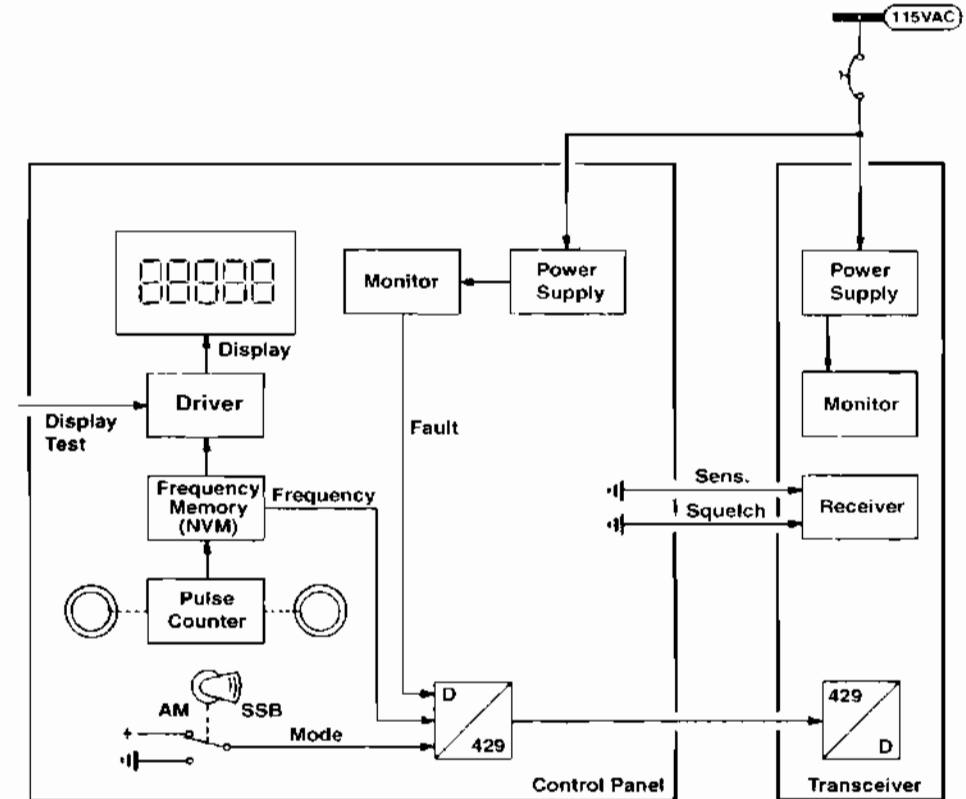 115VAC
Power
Supply
Monitor
Power
Supply
Display
Driver
Display
Test
Fault
Monitor
Frequency
Memory
(NVM)
Frequency
Sens.
Squelch
Receiver
Pulse
Counter
AM
SSB
+
Mode
D
429
429
D
Control Panel
Transceiver